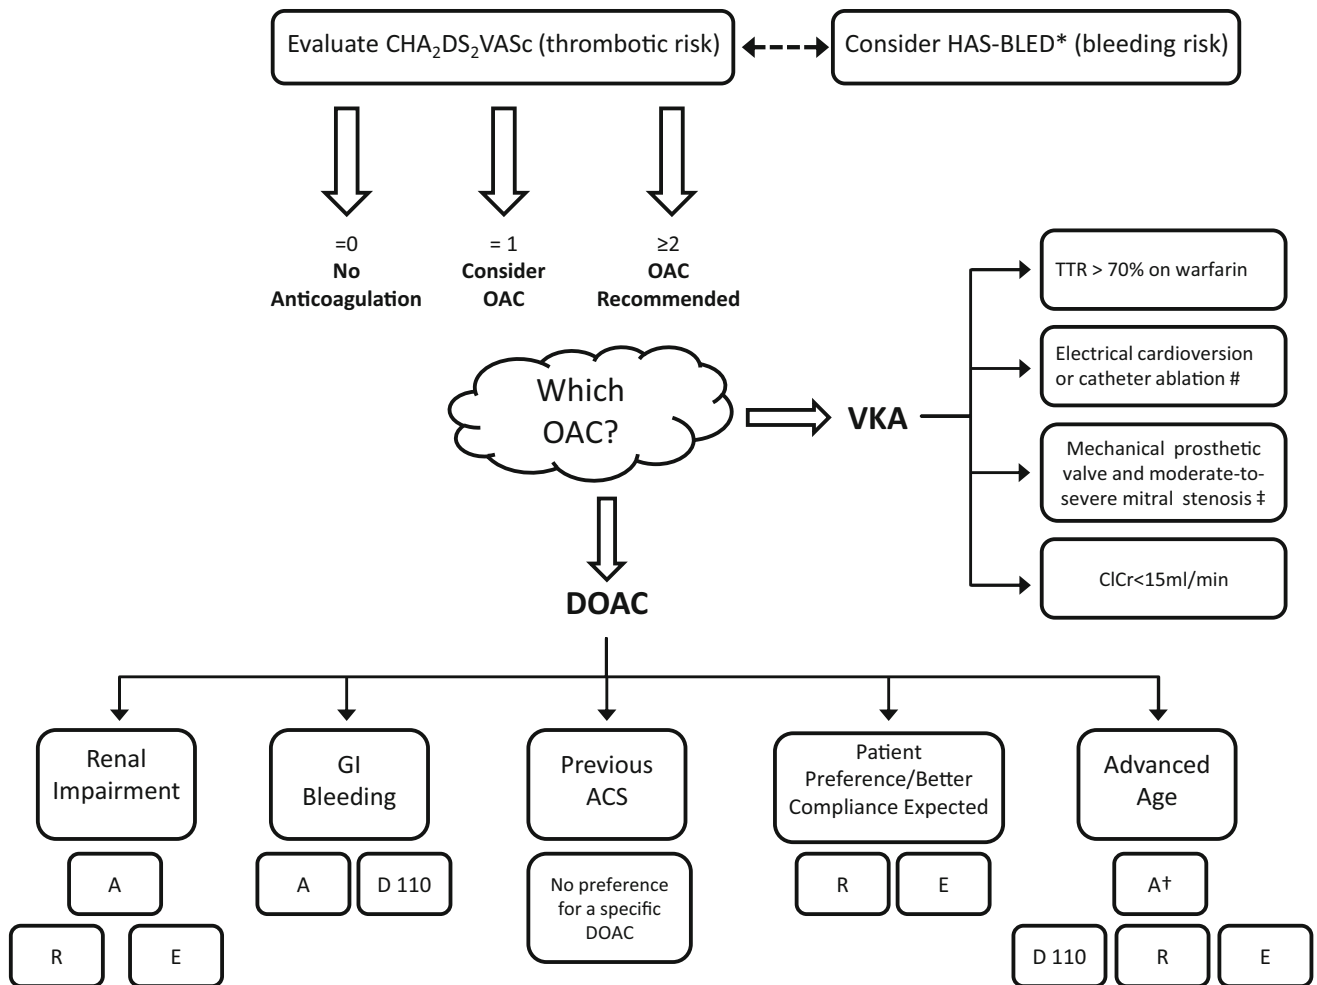 Evaluate CHA₂DS₂VASc (thrombotic risk)
Consider HAS-BLED* (bleeding risk)
=0
No
Anticoagulation
= 1
Consider
OAC
≥2
OAC
Recommended
Which
OAC?
VKA
TTR > 70% on warfarin
Electrical cardioversion
or catheter ablation #
Mechanical prosthetic
valve and moderate-to-
severe mitral stenosis ‡
ClCr<15ml/min
DOAC
Renal
Impairment
A
R
E
GI
Bleeding
A
D 110
Previous
ACS
No preference
for a specific
DOAC
Patient
Preference/Better
Compliance Expected
R
E
Advanced
Age
A†
D 110
R
E